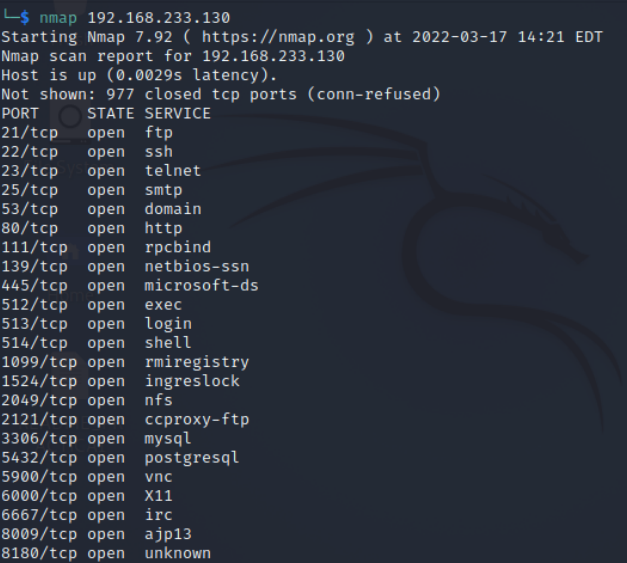 └─$ nmap 192.168.233.130
Starting Nmap 7.92 ( https://nmap.org ) at 2022-03-17 14:21 EDT
Nmap scan report for 192.168.233.130
Host is up (0.0029s latency).
Not shown: 977 closed tcp ports (conn-refused)
PORT     STATE SERVICE
21/tcp   open  ftp
22/tcp   open  ssh
23/tcp   open  telnet
25/tcp   open  smtp
53/tcp   open  domain
80/tcp   open  http
111/tcp  open  rpcbind
139/tcp  open  netbios-ssn
445/tcp  open  microsoft-ds
512/tcp  open  exec
513/tcp  open  login
514/tcp  open  shell
1099/tcp open  rmiregistry
1524/tcp open  ingreslock
2049/tcp open  nfs
2121/tcp open  ccproxy-ftp
3306/tcp open  mysql
5432/tcp open  postgresql
5900/tcp open  vnc
6000/tcp open  X11
6667/tcp open  irc
8009/tcp open  ajp13
8180/tcp open  unknown